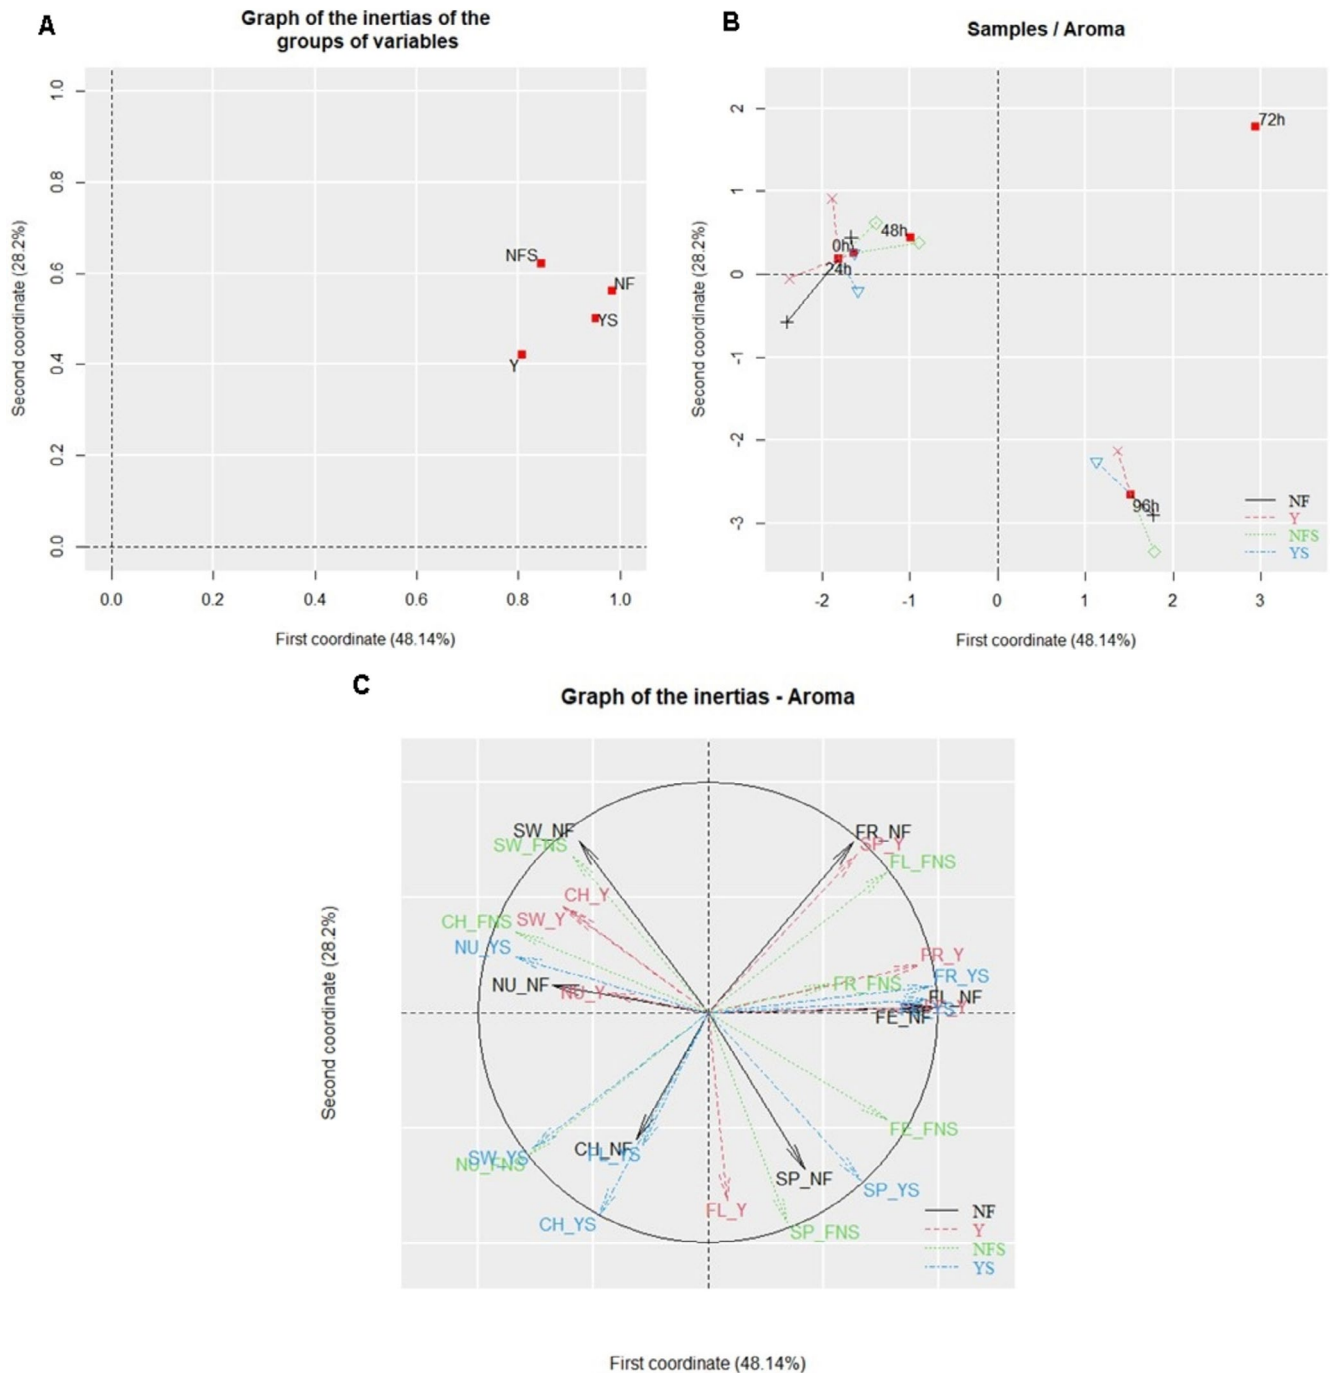 A
Graph of the inertias of the
groups of variables
Second coordinate (28.2%)
1.0
0.8
0.6
0.4
0.2
0.0
NFS
NF
YS
Y
0.0 0.2 0.4 0.6 0.8 1.0
First coordinate (48.14%)
B
Samples / Aroma
Second coordinate (28.2%)
2
1
0
-1
-2
-3
72h
48h
0h
24h
96h
NF
Y
NFS
YS
-2 -1 0 1 2 3
First coordinate (48.14%)
C
Graph of the inertias - Aroma
Second coordinate (28.2%)
SW_NF
FR_NF
SW_FNS
SP_Y
FL_FNS
CH_Y
CH_FNS
SW_Y
NU_YS
FR_Y
FR_YS
NU_NF
NU_Y
FR_FNS
FL_NF
FE_NF
CH_NF
FL_YS
SW_YS
NU_FNS
FE_FNS
SP_NF
SP_YS
CH_YS
FL_Y
SP_FNS
NF
Y
NFS
YS
First coordinate (48.14%)